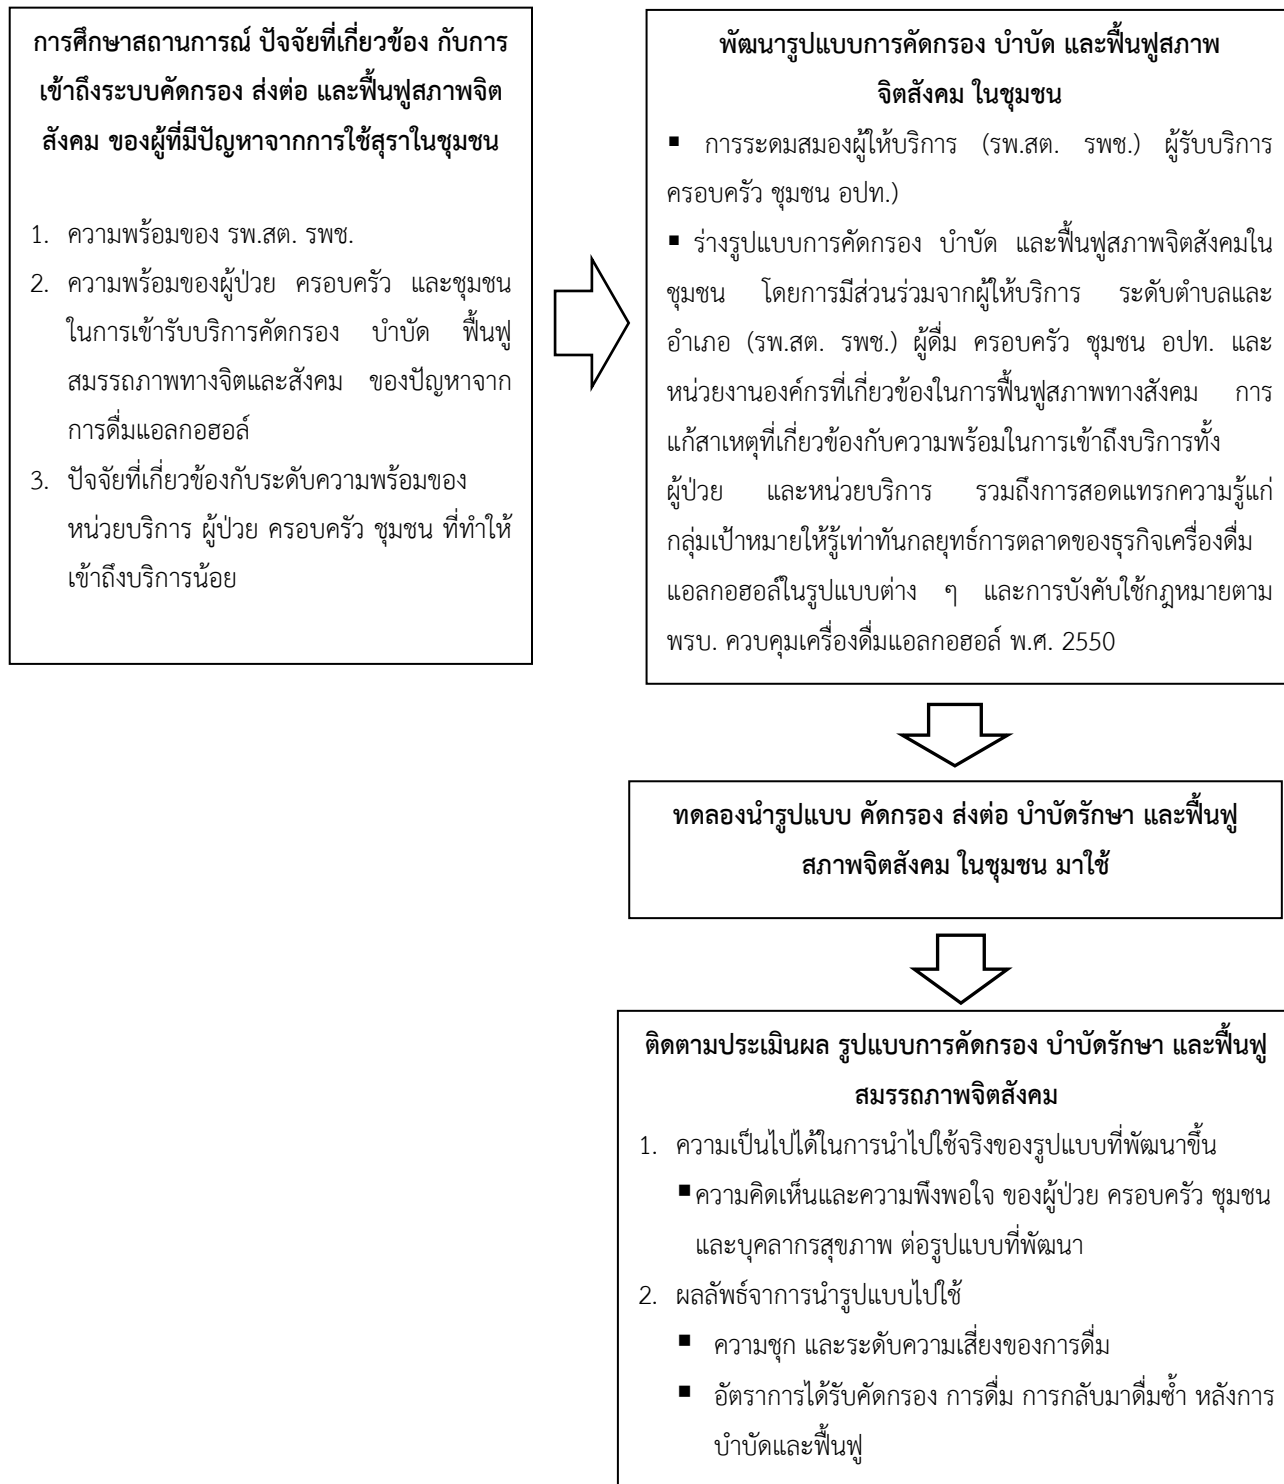 การศึกษาสถานการณ์ ปัจจัยที่เกี่ยวข้อง กับการ
เข้าถึงระบบคัดกรอง ส่งต่อ และฟื้นฟูสภาพจิต
สังคม ของผู้ที่มีปัญหาจากการใช้สุราในชุมชน
1. ความพร้อมของ รพ.สต. รพช.
2. ความพร้อมของผู้ป่วย ครอบครัว และชุมชน
ในการเข้ารับบริการคัดกรอง บำบัด ฟื้นฟู
สมรรถภาพทางจิตและสังคม ของปัญหาจาก
การดื่มแอลกอฮอล์
3. ปัจจัยที่เกี่ยวข้องกับระดับความพร้อมของ
หน่วยบริการ ผู้ป่วย ครอบครัว ชุมชน ที่ทำให้
เข้าถึงบริการน้อย
พัฒนารูปแบบการคัดกรอง บำบัด และฟื้นฟูสภาพ
จิตสังคม ในชุมชน
▪ การระดมสมองผู้ให้บริการ (รพ.สต. รพช.) ผู้รับบริการ
ครอบครัว ชุมชน อปท.)
▪ ร่างรูปแบบการคัดกรอง บำบัด และฟื้นฟูสภาพจิตสังคมใน
ชุมชน โดยการมีส่วนร่วมจากผู้ให้บริการ ระดับตำบลและ
อำเภอ (รพ.สต. รพช.) ผู้ดื่ม ครอบครัว ชุมชน อปท. และ
หน่วยงานองค์กรที่เกี่ยวข้องในการฟื้นฟูสภาพทางสังคม การ
แก้สาเหตุที่เกี่ยวข้องกับความพร้อมในการเข้าถึงบริการทั้ง
ผู้ป่วย และหน่วยบริการ รวมถึงการสอดแทรกความรู้แก่
กลุ่มเป้าหมายให้รู้เท่าทันกลยุทธ์การตลาดของธุรกิจเครื่องดื่ม
แอลกอฮอล์ในรูปแบบต่าง ๆ และการบังคับใช้กฎหมายตาม
พรบ. ควบคุมเครื่องดื่มแอลกอฮอล์ พ.ศ. 2550
ทดลองนำรูปแบบ คัดกรอง ส่งต่อ บำบัดรักษา และฟื้นฟู
สภาพจิตสังคม ในชุมชน มาใช้
ติดตามประเมินผล รูปแบบการคัดกรอง บำบัดรักษา และฟื้นฟู
สมรรถภาพจิตสังคม
1. ความเป็นไปได้ในการนำไปใช้จริงของรูปแบบที่พัฒนาขึ้น
▪ ความคิดเห็นและความพึงพอใจ ของผู้ป่วย ครอบครัว ชุมชน
และบุคลากรสุขภาพ ต่อรูปแบบที่พัฒนา
2. ผลลัพธ์จาการนำรูปแบบไปใช้
▪ ความชุก และระดับความเสี่ยงของการดื่ม
▪ อัตราการได้รับคัดกรอง การดื่ม การกลับมาดื่มซ้ำ หลังการ
บำบัดและฟื้นฟู